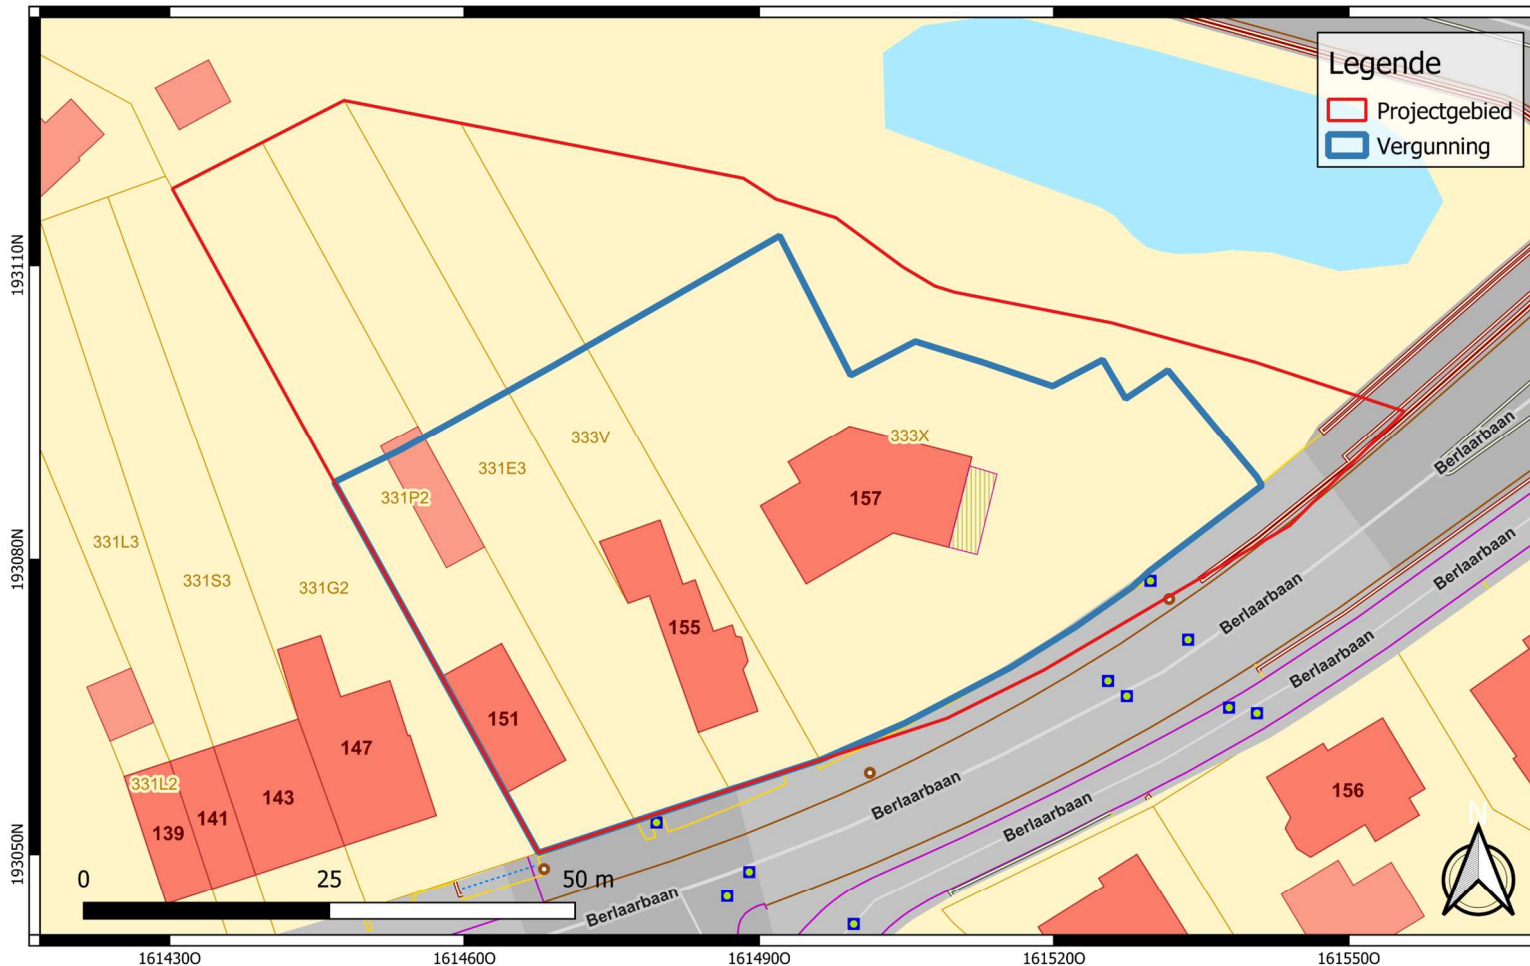 Legende
Projectgebied
Vergunning
193110N
193080N
193050N
333X
333V
331E3
331P2
157
331L3
331S3
331G2
155
151
147
331L2
143
141
139
156
Berlaarbaan
Berlaarbaan
Berlaarbaan
Berlaarbaan
Berlaarbaan
Berlaarbaan
Berlaarbaan
N
0 25 50 m
161430O 161460O 161490O 161520O 161550O